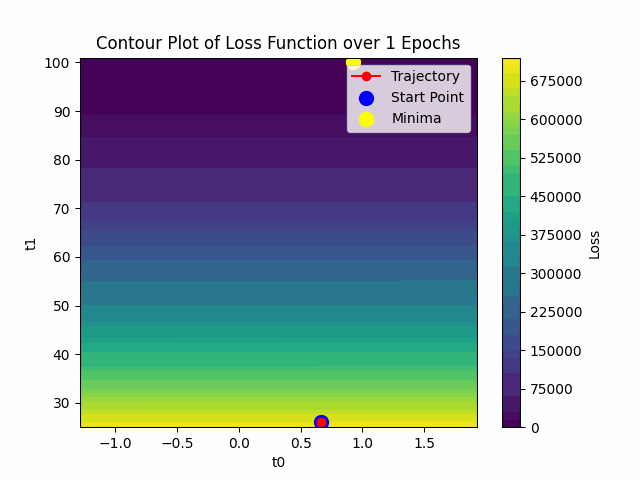 Contour Plot of Loss Function over 1 Epochs
Trajectory
Start Point
Minima
100
90
80
70
60
50
40
30
t1
−1.0 −0.5 0.0 0.5 1.0 1.5
t0
675000
600000
525000
450000
375000
300000
225000
150000
75000
0
Loss